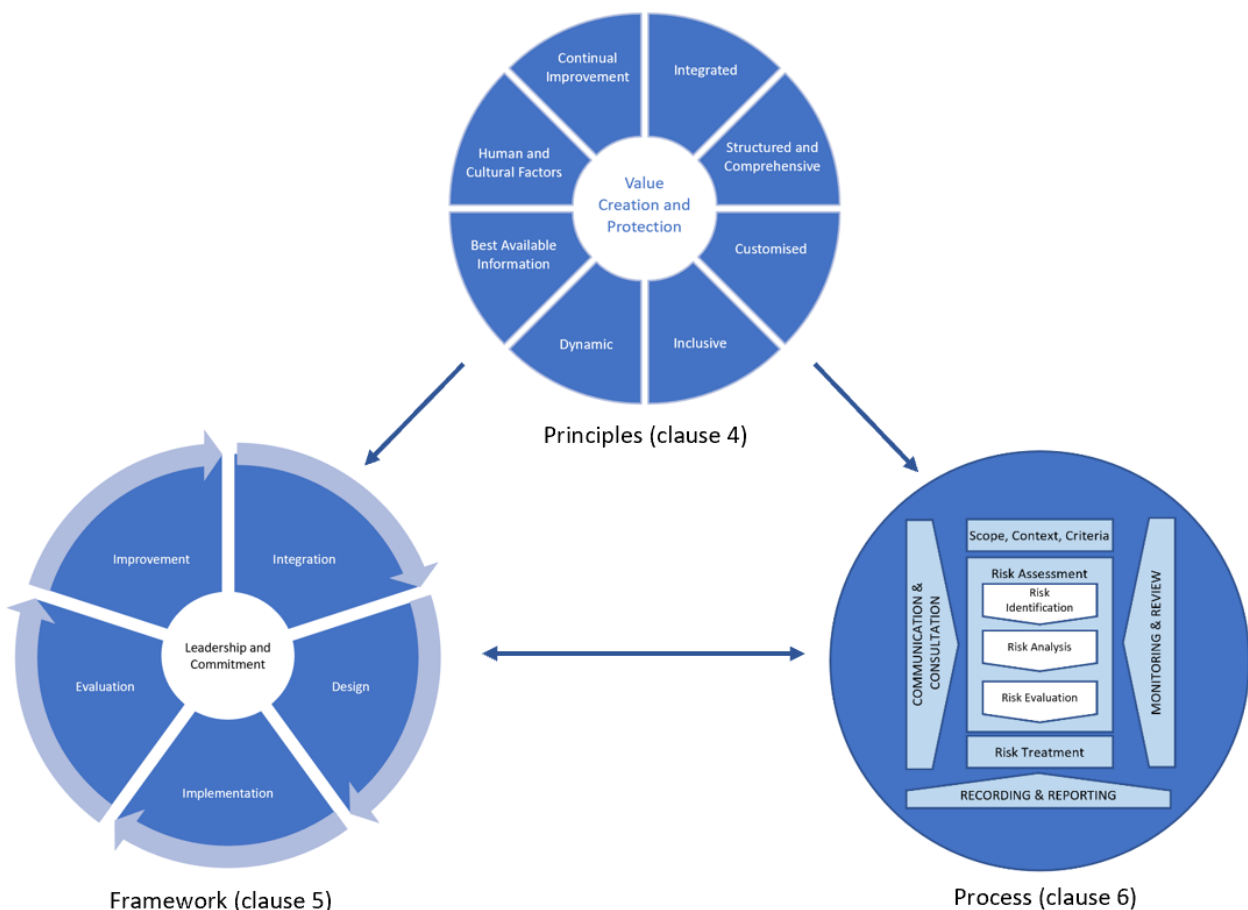 Continual
Improvement
Integrated
Structured and
Comprehensive
Customised
Inclusive
Dynamic
Best Available
Information
Human and
Cultural Factors
Value
Creation and
Protection
Principles (clause 4)
Integration
Design
Implementation
Evaluation
Improvement
Leadership and
Commitment
Framework (clause 5)
Scope, Context, Criteria
Risk Assessment
Risk
Identification
Risk Analysis
Risk Evaluation
Risk Treatment
COMMUNICATION &
CONSULTATION
MONITORING & REVIEW
RECORDING & REPORTING
Process (clause 6)